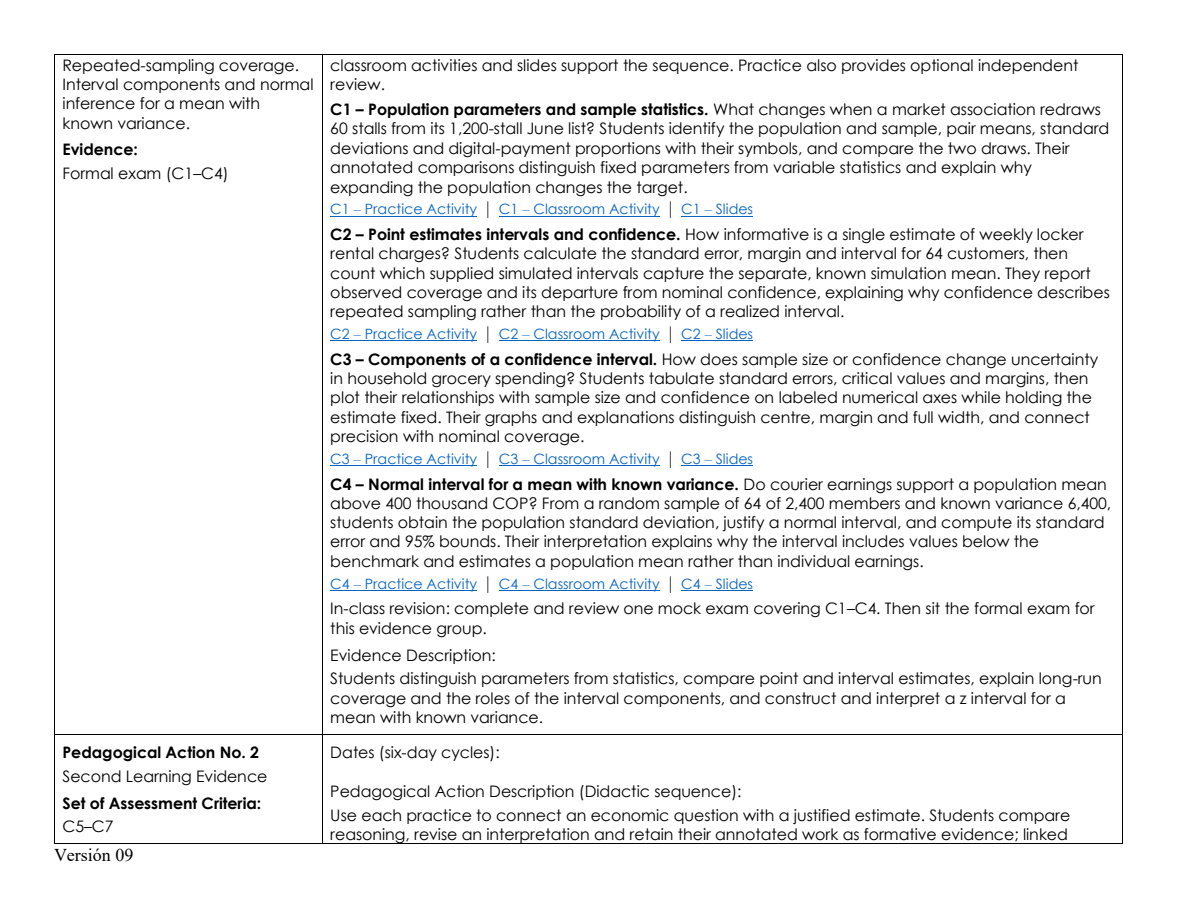 Repeated-sampling coverage.
Interval components and normal
inference for a mean with
known variance.
Evidence:
Formal exam (C1–C4)
classroom activities and slides support the sequence. Practice also provides optional independent
review.
C1 – Population parameters and sample statistics. What changes when a market association redraws
60 stalls from its 1,200-stall June list? Students identify the population and sample, pair means, standard
deviations and digital-payment proportions with their symbols, and compare the two draws. Their
annotated comparisons distinguish fixed parameters from variable statistics and explain why
expanding the population changes the target.
C1 – Practice Activity | C1 – Classroom Activity | C1 – Slides
C2 – Point estimates intervals and confidence. How informative is a single estimate of weekly locker
rental charges? Students calculate the standard error, margin and interval for 64 customers, then
count which supplied simulated intervals capture the separate, known simulation mean. They report
observed coverage and its departure from nominal confidence, explaining why confidence describes
repeated sampling rather than the probability of a realized interval.
C2 – Practice Activity | C2 – Classroom Activity | C2 – Slides
C3 – Components of a confidence interval. How does sample size or confidence change uncertainty
in household grocery spending? Students tabulate standard errors, critical values and margins, then
plot their relationships with sample size and confidence on labeled numerical axes while holding the
estimate fixed. Their graphs and explanations distinguish centre, margin and full width, and connect
precision with nominal coverage.
C3 – Practice Activity | C3 – Classroom Activity | C3 – Slides
C4 – Normal interval for a mean with known variance. Do courier earnings support a population mean
above 400 thousand COP? From a random sample of 64 of 2,400 members and known variance 6,400,
students obtain the population standard deviation, justify a normal interval, and compute its standard
error and 95% bounds. Their interpretation explains why the interval includes values below the
benchmark and estimates a population mean rather than individual earnings.
C4 – Practice Activity | C4 – Classroom Activity | C4 – Slides
In-class revision: complete and review one mock exam covering C1–C4. Then sit the formal exam for
this evidence group.
Evidence Description:
Students distinguish parameters from statistics, compare point and interval estimates, explain long-run
coverage and the roles of the interval components, and construct and interpret a z interval for a
mean with known variance.
Pedagogical Action No. 2
Second Learning Evidence
Set of Assessment Criteria:
C5–C7
Dates (six-day cycles):
Pedagogical Action Description (Didactic sequence):
Use each practice to connect an economic question with a justified estimate. Students compare
reasoning, revise an interpretation and retain their annotated work as formative evidence; linked
Versión 09